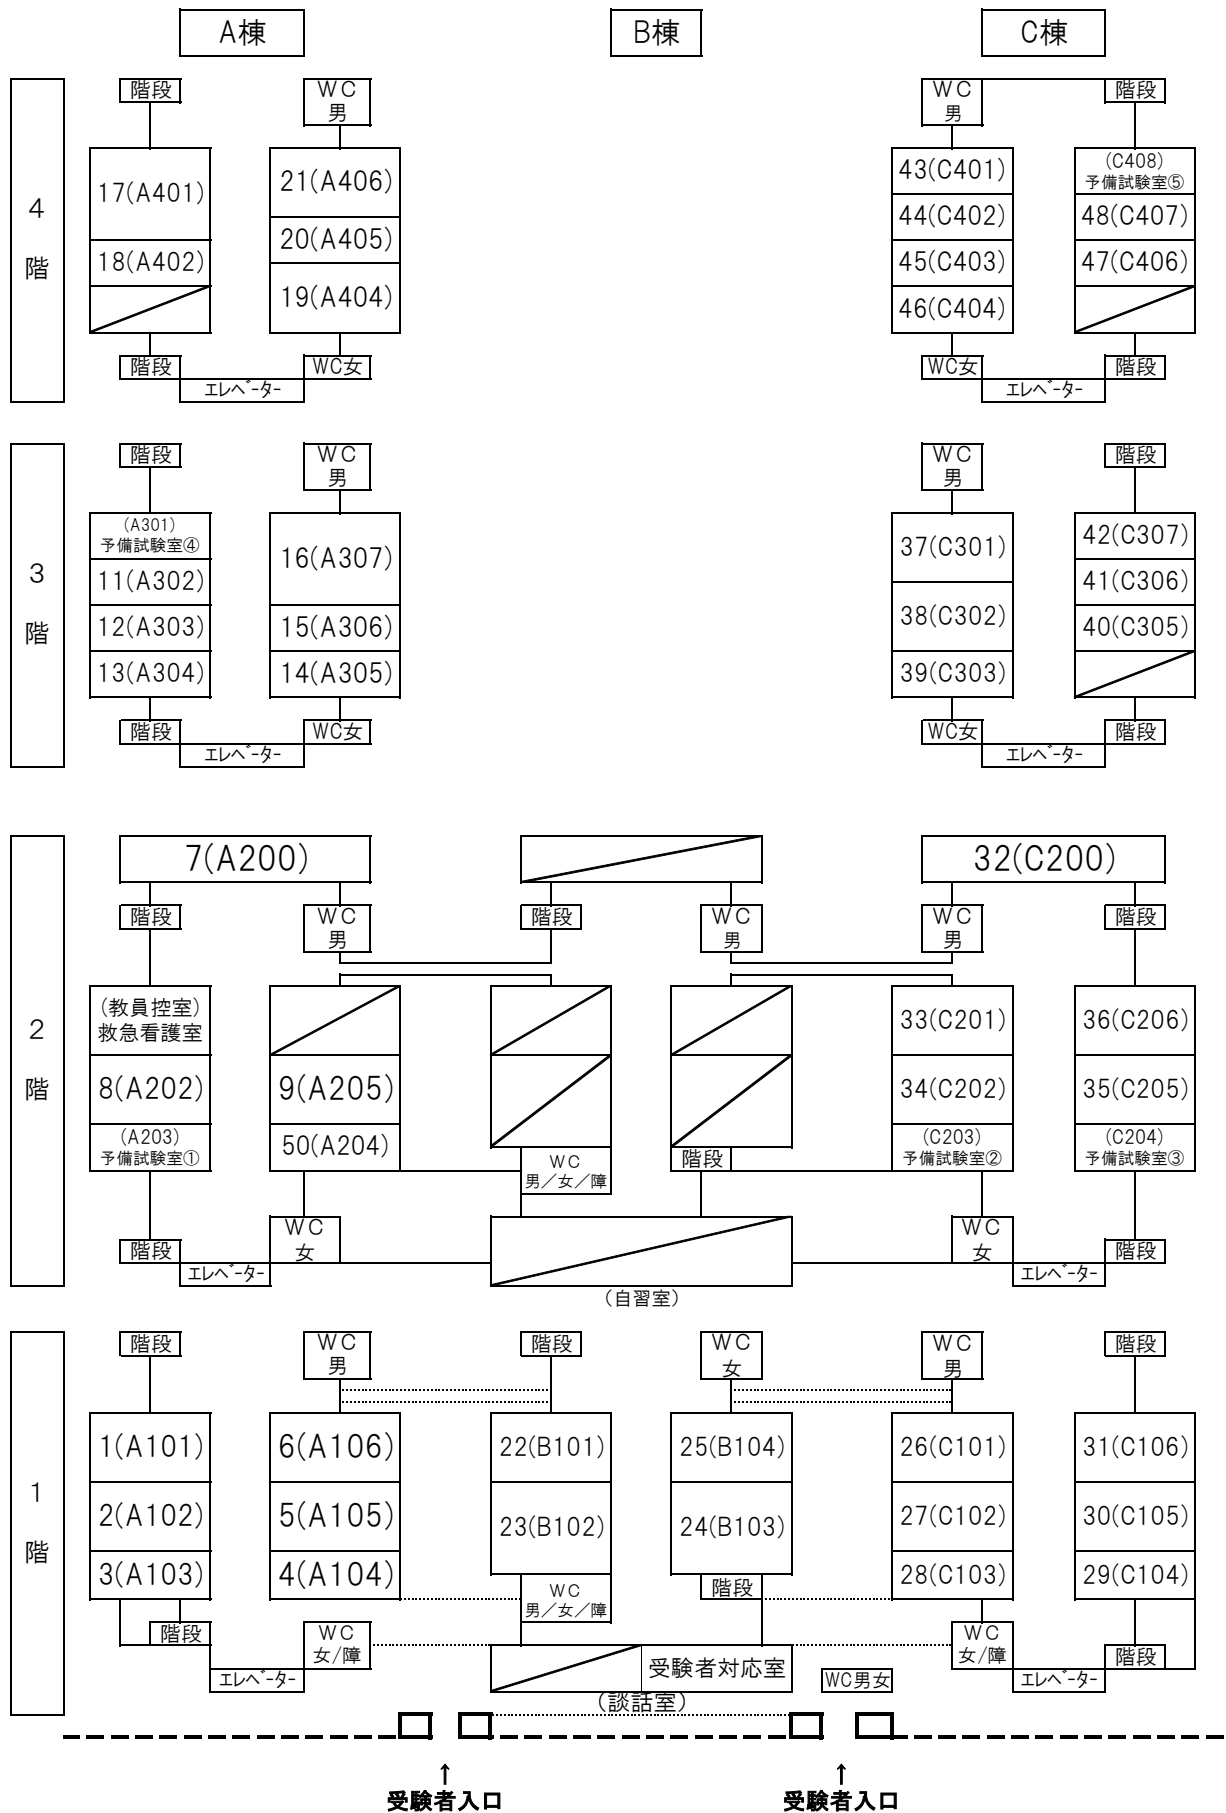 A棟
B棟
C棟
4
階
階段
WC
男
WC
男
階段
17(A401)
21(A406)
43(C401)
(C408)
予備試験室⑤
44(C402)
48(C407)
20(A405)
18(A402)
45(C403)
47(C406)
19(A404)
46(C404)
階段
WC女
WC女
階段
エレベーター
エレベーター
3
階
階段
WC
男
WC
男
階段
(A301)
予備試験室④
16(A307)
37(C301)
42(C307)
11(A302)
41(C306)
12(A303)
15(A306)
38(C302)
40(C305)
13(A304)
14(A305)
39(C303)
階段
WC女
WC女
階段
エレベーター
エレベーター
2
階
7(A200)
32(C200)
階段
WC
男
階段
WC
男
WC
男
階段
(教員控室)
救急看護室
33(C201)
36(C206)
8(A202)
9(A205)
34(C202)
35(C205)
(A203)
予備試験室①
50(A204)
WC
男/女/障
階段
(C203)
予備試験室②
(C204)
予備試験室③
階段
WC
女
WC
女
階段
エレベーター
エレベーター
(自習室)
1
階
階段
WC
男
階段
WC
女
WC
男
階段
1(A101)
6(A106)
22(B101)
25(B104)
26(C101)
31(C106)
2(A102)
5(A105)
23(B102)
24(B103)
27(C102)
30(C105)
3(A103)
4(A104)
WC
男/女/障
階段
28(C103)
29(C104)
階段
WC
女/障
WC
女/障
階段
エレベーター
受験者対応室
WC男女
エレベーター
(談話室)
↑
受験者入口
↑
受験者入口